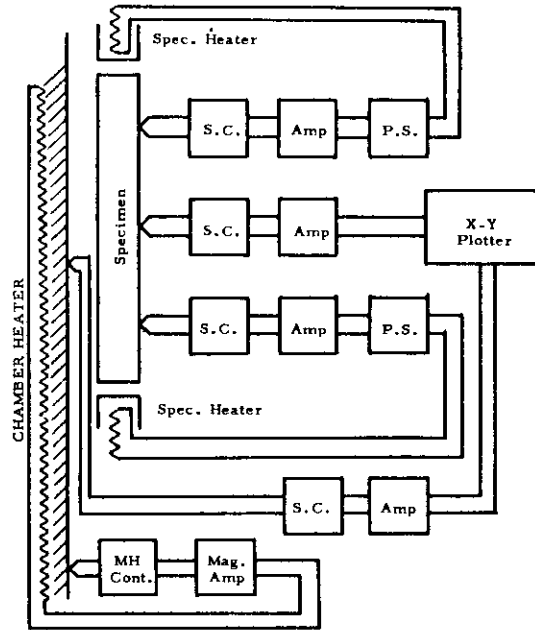 Spec. Heater
S.C.
Amp
P.S.
Specimen
S.C.
Amp
X-Y
Plotter
S.C.
Amp
P.S.
CHAMBER HEATER
Spec. Heater
S.C.
Amp
MH
Cont.
Mag.
Amp